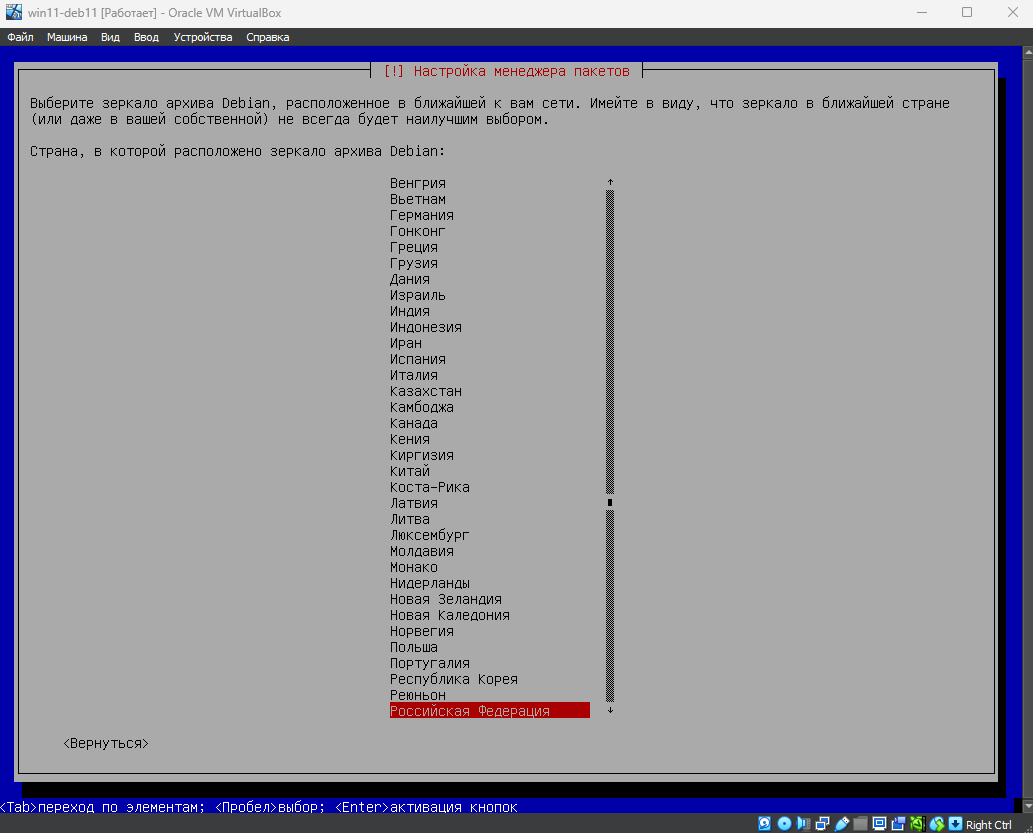 win11-deb11 [Работает] - Oracle VM VirtualBox
Файл Машина Вид Ввод Устройства Справка
[!] Настройка менеджера пакетов
Выберите зеркало архива Debian, расположенное в ближайшей к вам сети. Имейте в виду, что зеркало в ближайшей стране
(или даже в вашей собственной) не всегда будет наилучшим выбором.
Страна, в которой расположено зеркало архива Debian:
Венгрия
Вьетнам
Германия
Гонконг
Греция
Грузия
Дания
Израиль
Индия
Индонезия
Иран
Испания
Италия
Казахстан
Камбоджа
Канада
Кения
Киргизия
Китай
Коста-Рика
Латвия
Литва
Люксембург
Молдавия
Монако
Нидерланды
Новая Зеландия
Новая Каледония
Норвегия
Польша
Португалия
Республика Корея
Реюньон
Российская Федерация
<Вернуться>
<Tab>переход по элементам; <Пробел>выбор; <Enter>активация кнопок
Right Ctrl